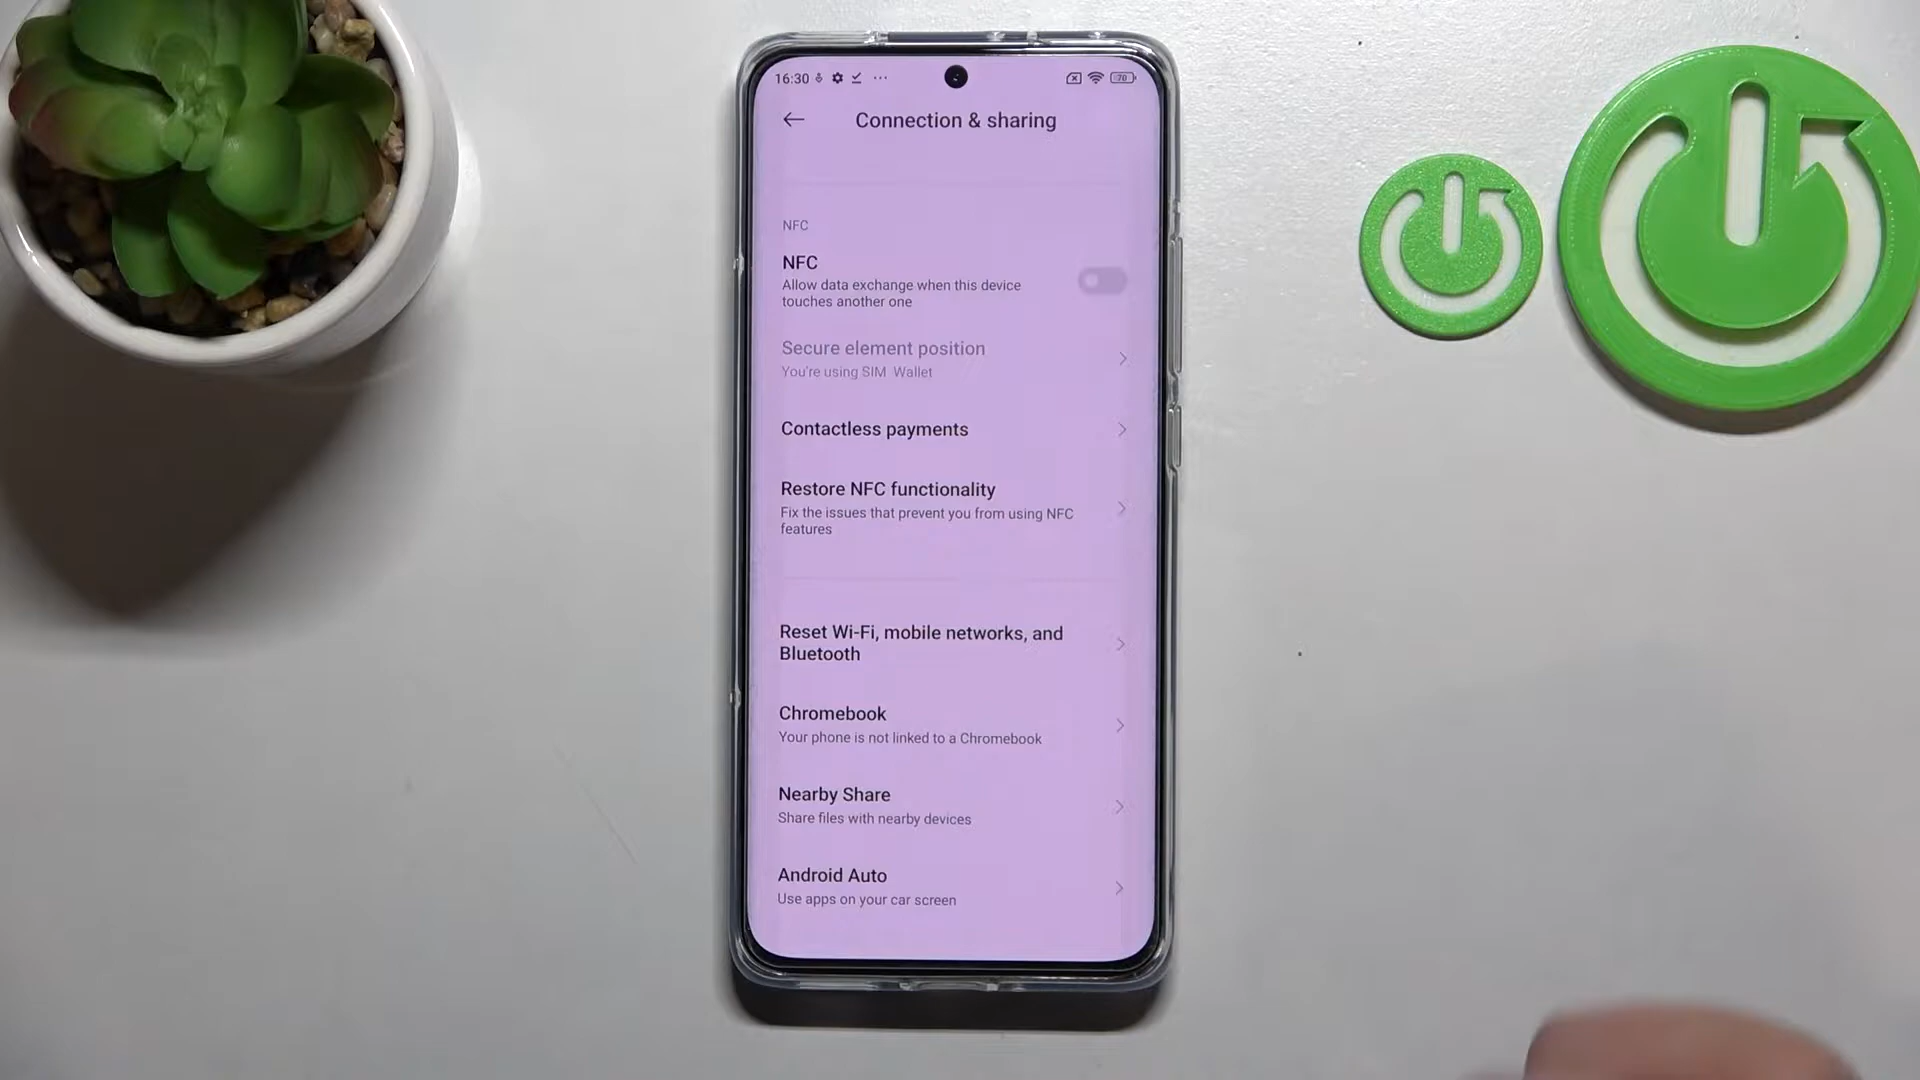 16:30
70
Connection & sharing
NFC
NFC
Allow data exchange when this device
touches another one
Secure element position
You're using SIM Wallet
Contactless payments
Restore NFC functionality
Fix the issues that prevent you from using NFC
features
Reset Wi-Fi, mobile networks, and
Bluetooth
Chromebook
Your phone is not linked to a Chromebook
Nearby Share
Share files with nearby devices
Android Auto
Use apps on your car screen